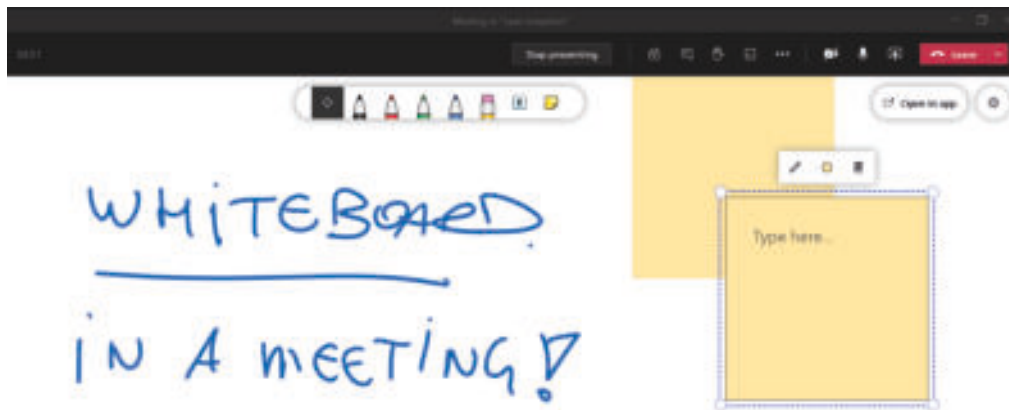 Stop presenting
Leave
Open in app
Type here...
WHiTEBOARD
iN A MEETiNG!